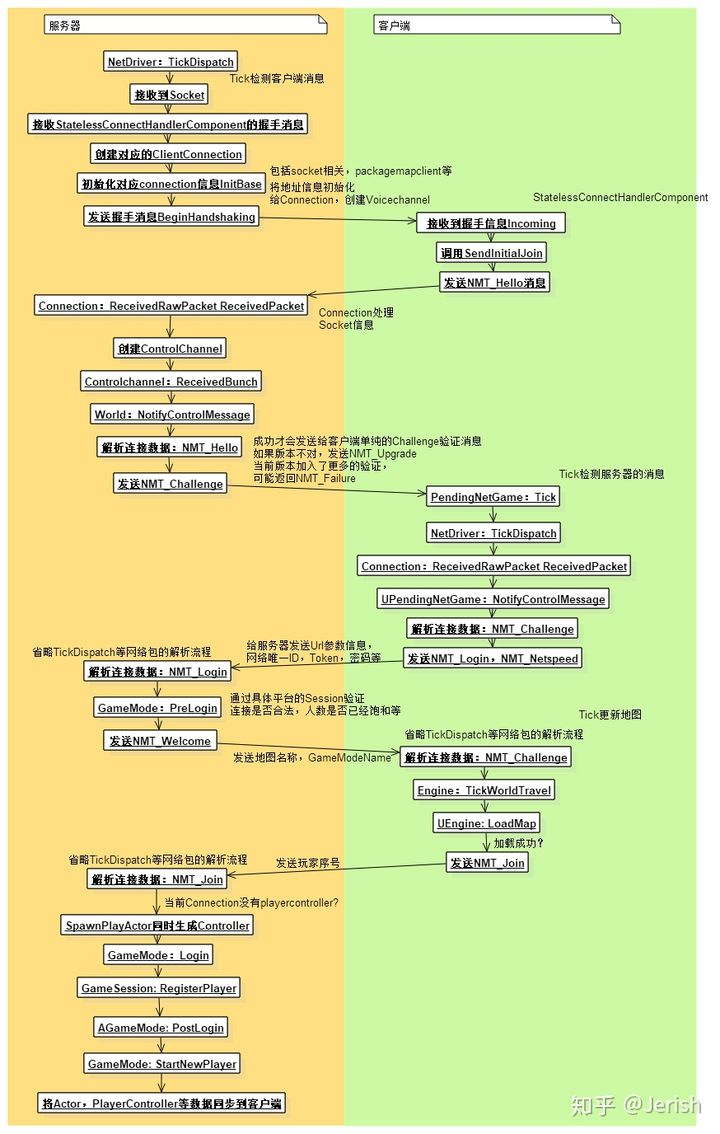 服务器
客户端
NetDriver：TickDispatch
Tick检测客户端消息
接收到Socket
接收StatelessConnectHandlerComponent的握手消息
创建对应的ClientConnection
包括socket相关，packagemapclient等
初始化对应connection信息InitBase
将地址信息初始化
给Connection，创建Voicechannel
发送握手消息BeginHandshaking
StatelessConnectHandlerComponent
接收到握手信息Incoming
调用SendInitialJoin
发送NMT_Hello消息
Connection：ReceivedRawPacket ReceivedPacket
Connection处理
Socket信息
创建ControlChannel
Controlchannel：ReceivedBunch
World：NotifyControlMessage
解析连接数据：NMT_Hello
成功才会发送给客户端单纯的Challenge验证消息
如果版本不对，发送NMT_Upgrade
当前版本加入了更多的验证，
可能返回NMT_Failure
发送NMT_Challenge
Tick检测服务器的消息
PendingNetGame：Tick
NetDriver：TickDispatch
Connection：ReceivedRawPacket ReceivedPacket
UPendingNetGame：NotifyControlMessage
解析连接数据：NMT_Challenge
发送NMT_Login，NMT_Netspeed
给服务器发送Url参数信息，
网络唯一ID，Token，密码等
省略TickDispatch等网络包的解析流程
解析连接数据：NMT_Login
GameMode：PreLogin
通过具体平台的Session验证
连接是否合法，人数是否已经饱和等
发送NMT_Welcome
发送地图名称，GameModeName
Tick更新地图
省略TickDispatch等网络包的解析流程
解析连接数据：NMT_Challenge
Engine：TickWorldTravel
UEngine: LoadMap
加载成功？
发送NMT_Join
发送玩家序号
省略TickDispatch等网络包的解析流程
解析连接数据：NMT_Join
当前Connection没有playercontroller?
SpawnPlayActor同时生成Controller
GameMode：Login
GameSession: RegisterPlayer
AGameMode: PostLogin
GameMode: StartNewPlayer
将Actor，PlayerController等数据同步到客户端
知乎 @Jerish